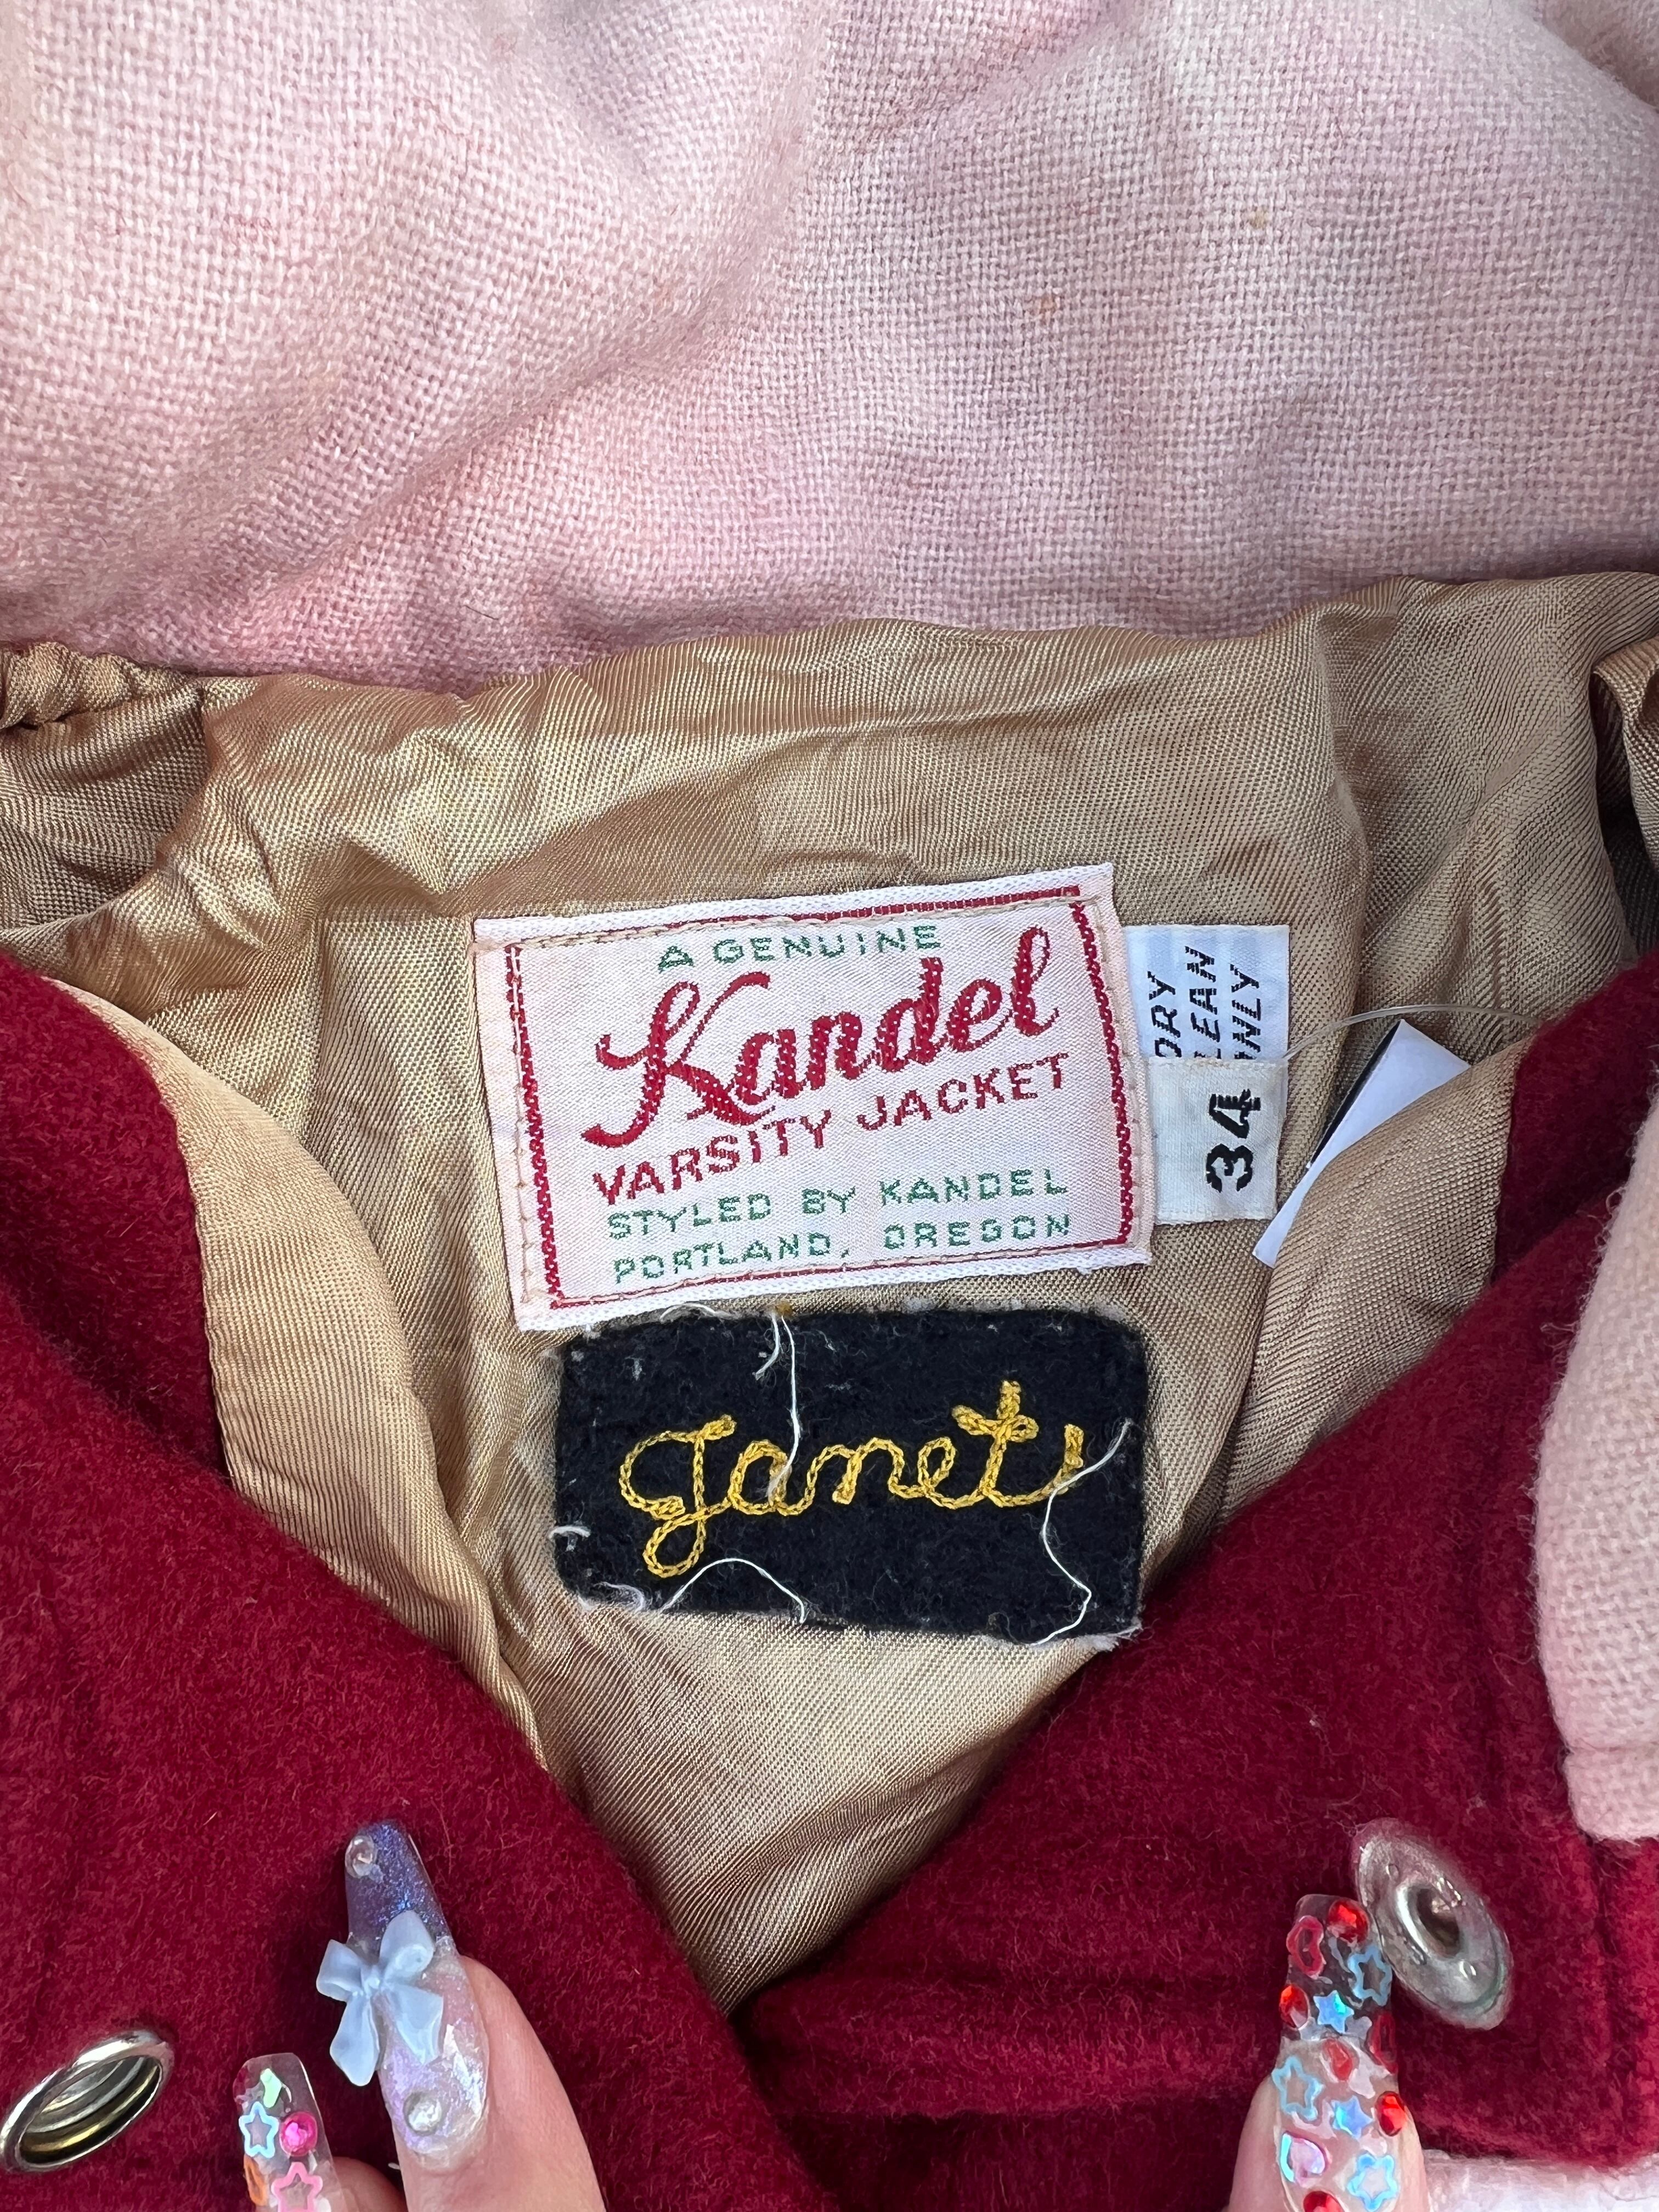 A GENUINE
Kandel
VARSITY JACKET
STYLED BY KANDEL
PORTLAND, OREGON
DRY
CLEAN
ONLY
34
Janet